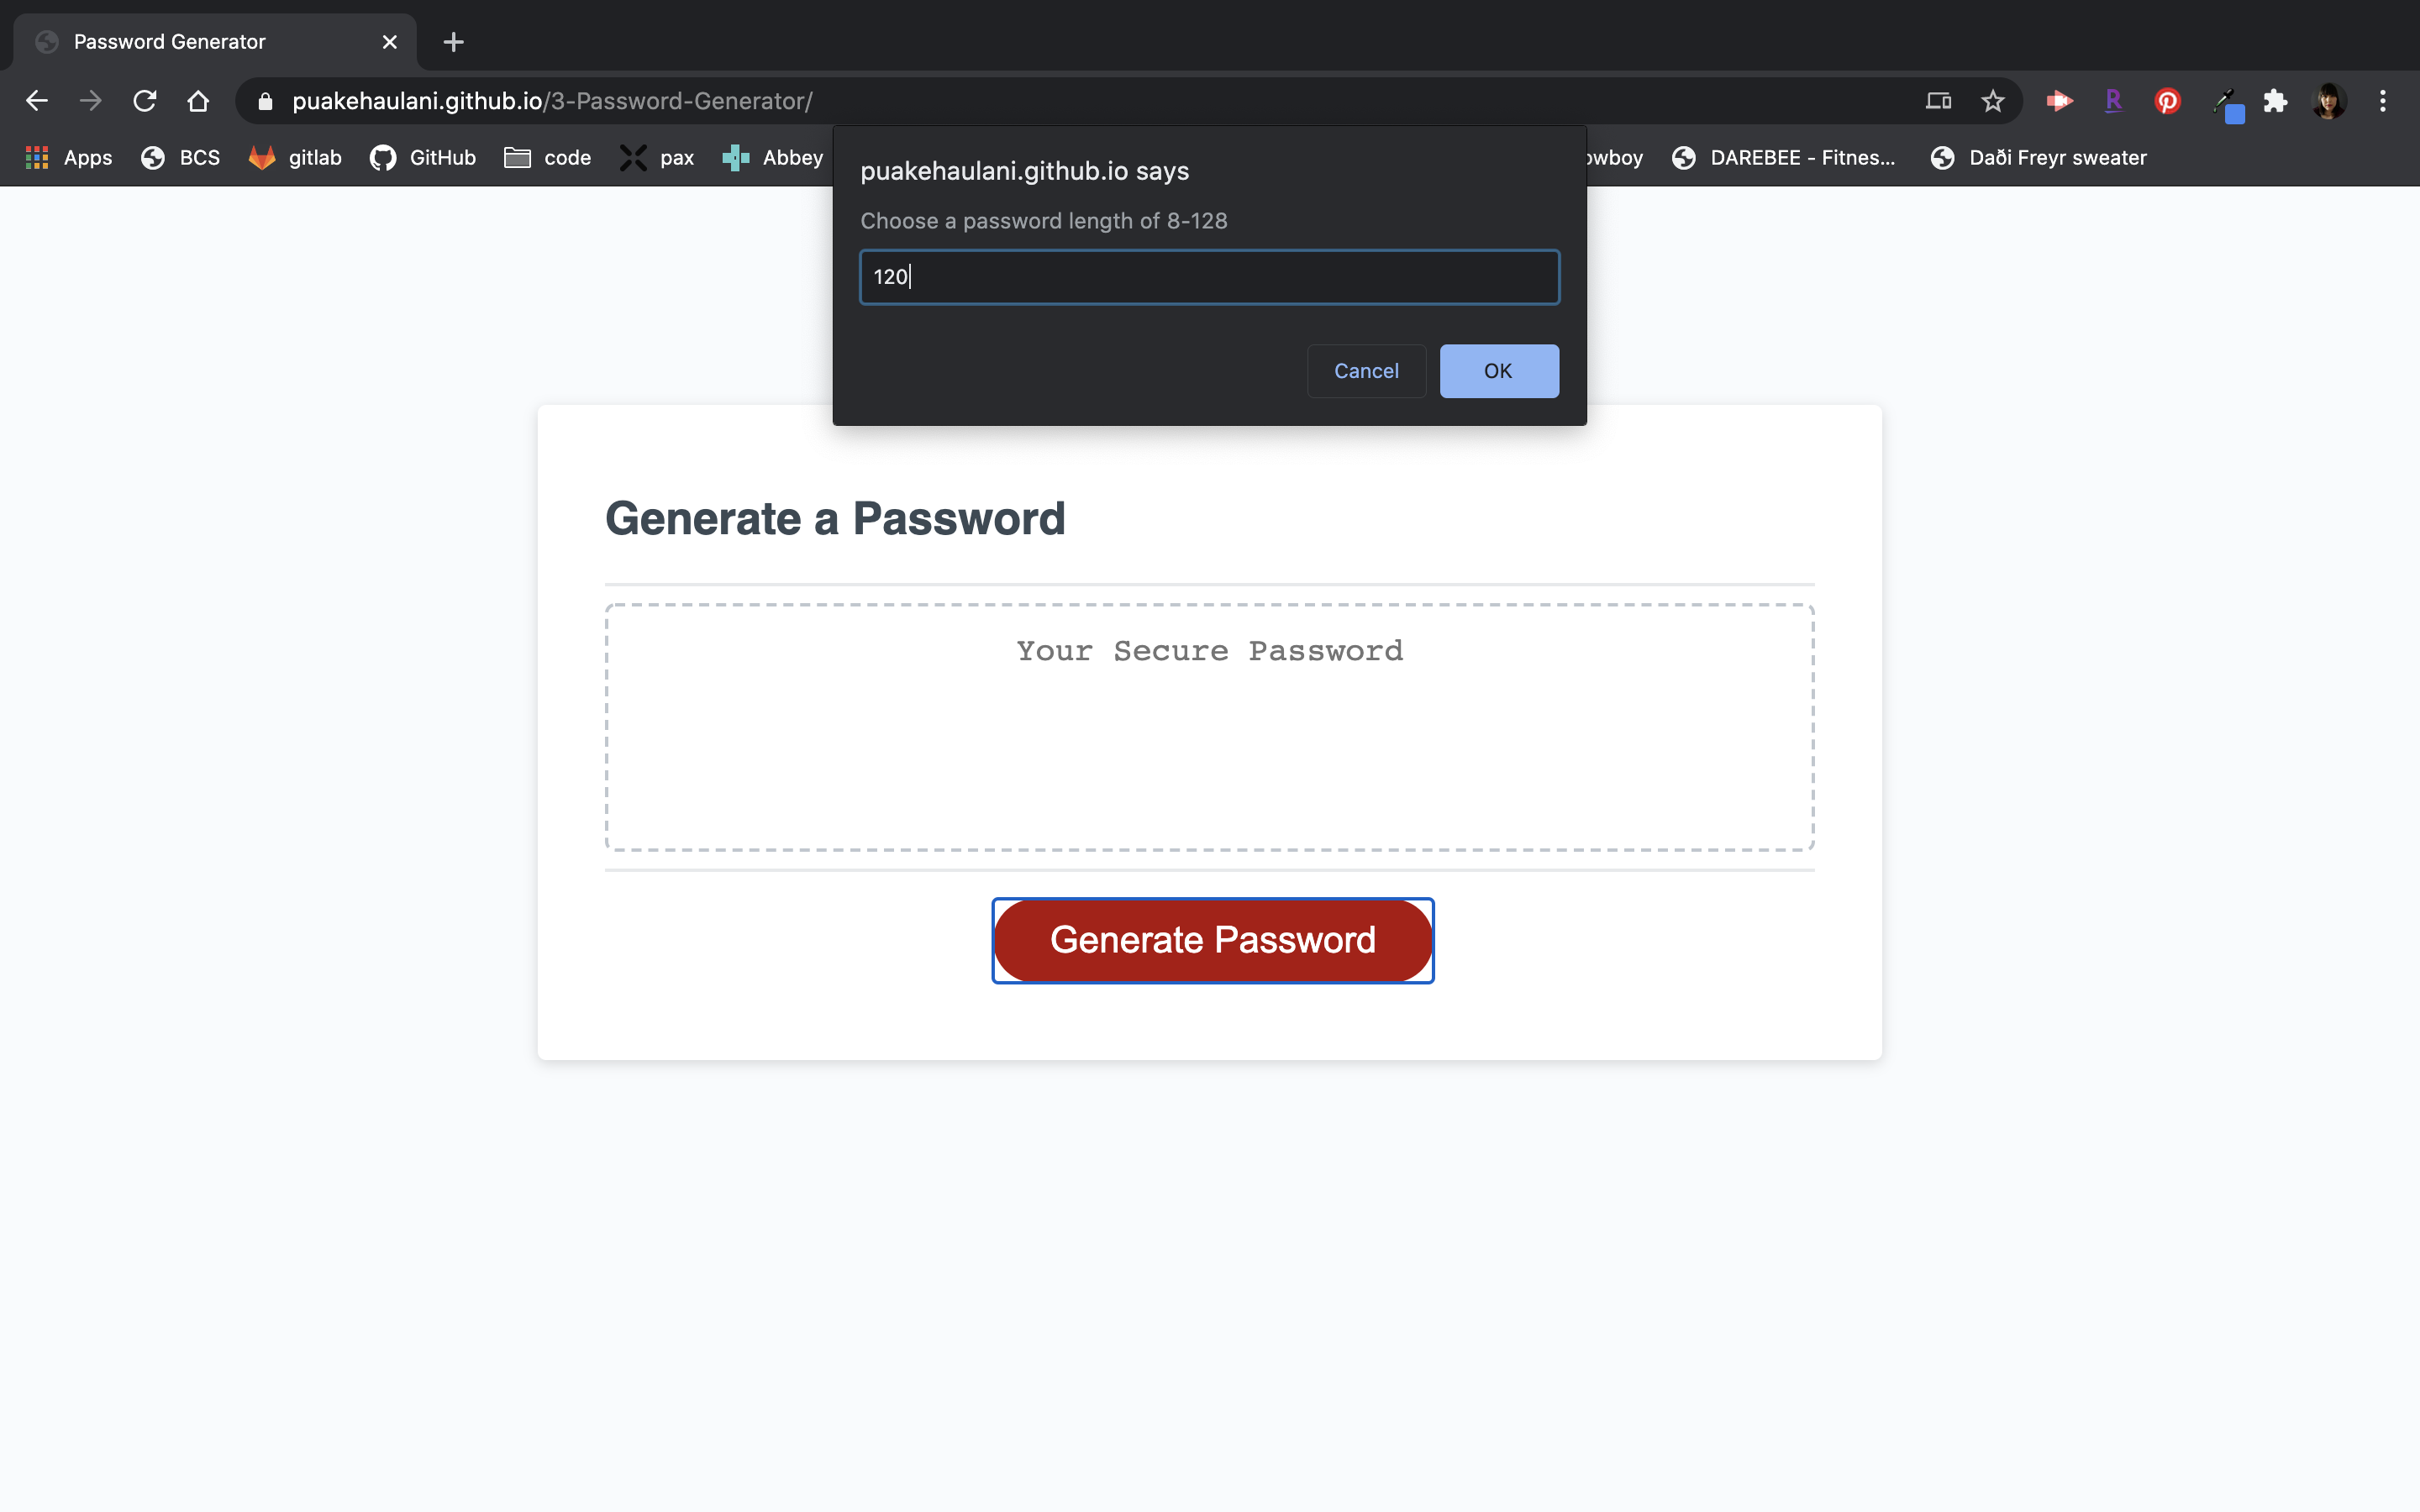 Password Generator
puakehaulani.github.io/3-Password-Generator/
R
Apps BCS gitlab GitHub code pax Abbey owboy DAREBEE - Fitnes... Daði Freyr sweater
puakehaulani.github.io says
Choose a password length of 8-128
120
Cancel OK
Generate a Password
Your Secure Password
Generate Password